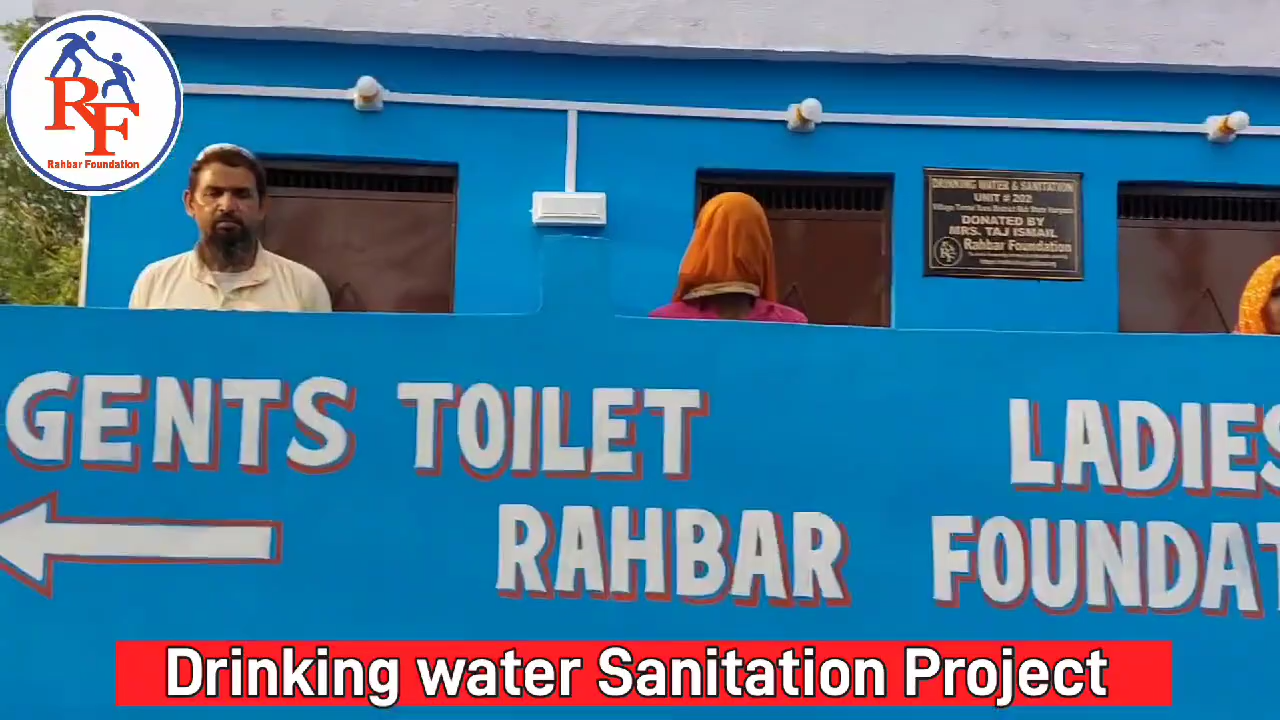 RF
Rahbar Foundation
DRINKING WATER & SANITATION
UNIT # 202
DONATED BY
MRS. TAJ ISMAIL
Rahbar Foundation
GENTS TOILET
LADIES
RAHBAR FOUNDAT
Drinking water Sanitation Project